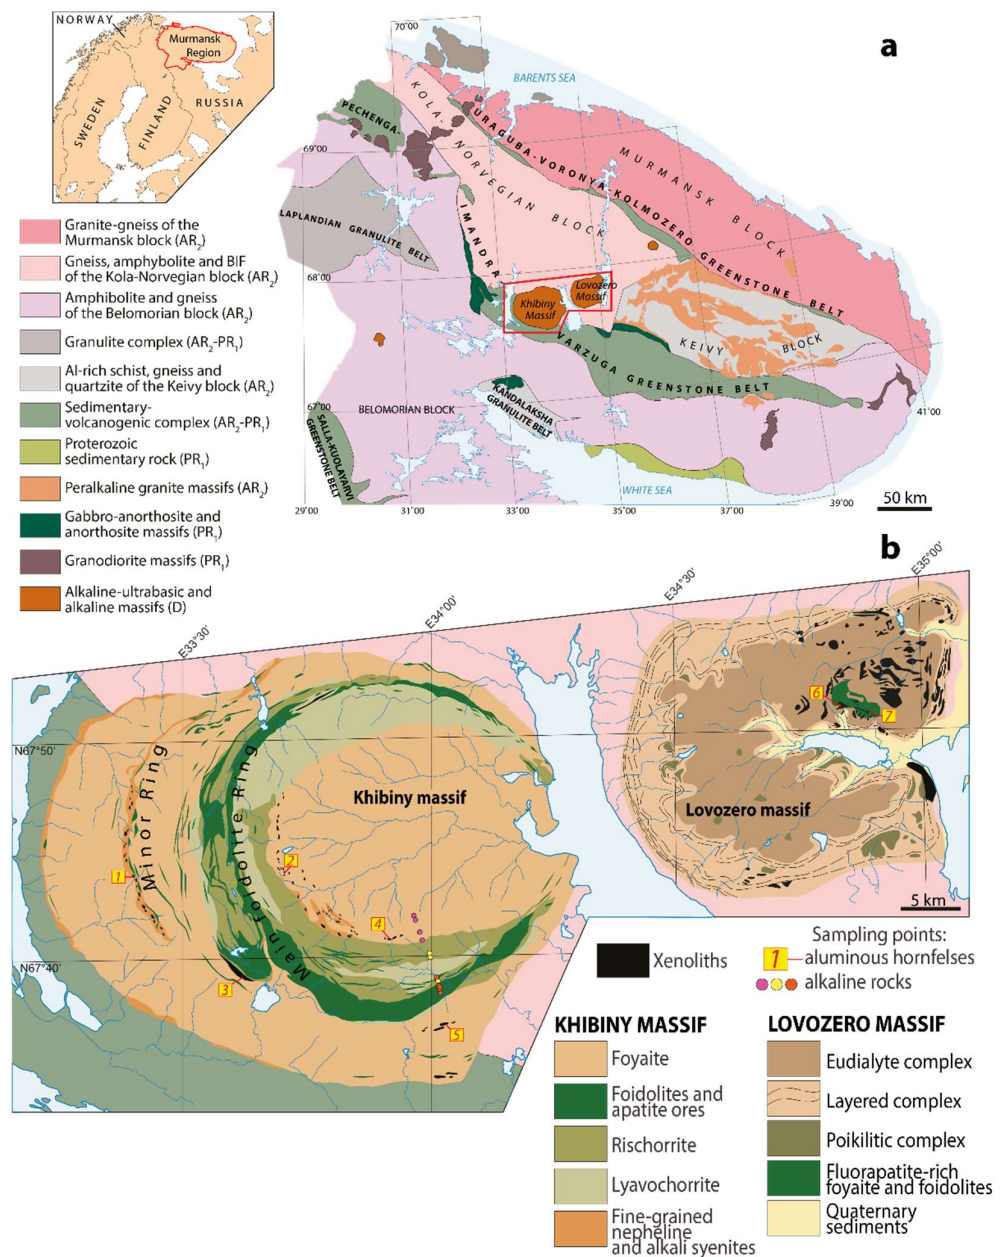 NORWAY
Murmansk
Region
RUSSIA
SWEDEN
FINLAND
a
70°00'
BARENTS SEA
KOLA-NORVEGIAN BLOCK
PECHENGA-
URAGUBA-VORONYA-KOLMOZERO GREENSTONE BELT
MURMANSK BLOCK
69°00'
LAPLANDIAN GRANULITE BELT
IMANDRA
68°00'
Khibiny
Massif
Lovozero
Massif
KEIVY BLOCK
VARZUGA GREENSTONE BELT
67°00'
BELOMORIAN BLOCK
KANDALAKSHA
GRANULITE BELT
SALLA-KUOLAYARVI
GREENSTONE BELT
41°00'
WHITE SEA
50 km
29°00'
31°00'
33°00'
35°00'
37°00'
39°00'
Granite-gneiss of the
Murmansk block (AR2)
Gneiss, amphybolite and BIF
of the Kola-Norvegian block (AR2)
Amphibolite and gneiss
of the Belomorian block (AR2)
Granulite complex (AR2-PR1)
Al-rich schist, gneiss and
quartzite of the Keivy block (AR2)
Sedimentary-
volcanogenic complex (AR2-PR1)
Proterozoic
sedimentary rock (PR1)
Peralkaline granite massifs (AR2)
Gabbro-anorthosite and
anorthosite massifs (PR1)
Granodiorite massifs (PR1)
Alkaline-ultrabasic and
alkaline massifs (D)
b
E33°30'
E34°00'
E34°30'
E35°00'
N67°50'
N67°40'
Minor Ring
Main foidolite Ring
Khibiny massif
Lovozero massif
1
2
3
4
5
6
7
5 km
Xenoliths
Sampling points:
1 aluminous hornfelses
alkaline rocks
KHIBINY MASSIF
Foyaite
Foidolites and
apatite ores
Rischorrite
Lyavochorrite
Fine-grained
nepheline
and alkali syenites
LOVOZERO MASSIF
Eudialyte complex
Layered complex
Poikilitic complex
Fluorapatite-rich
foyaite and foidolites
Quaternary
sediments